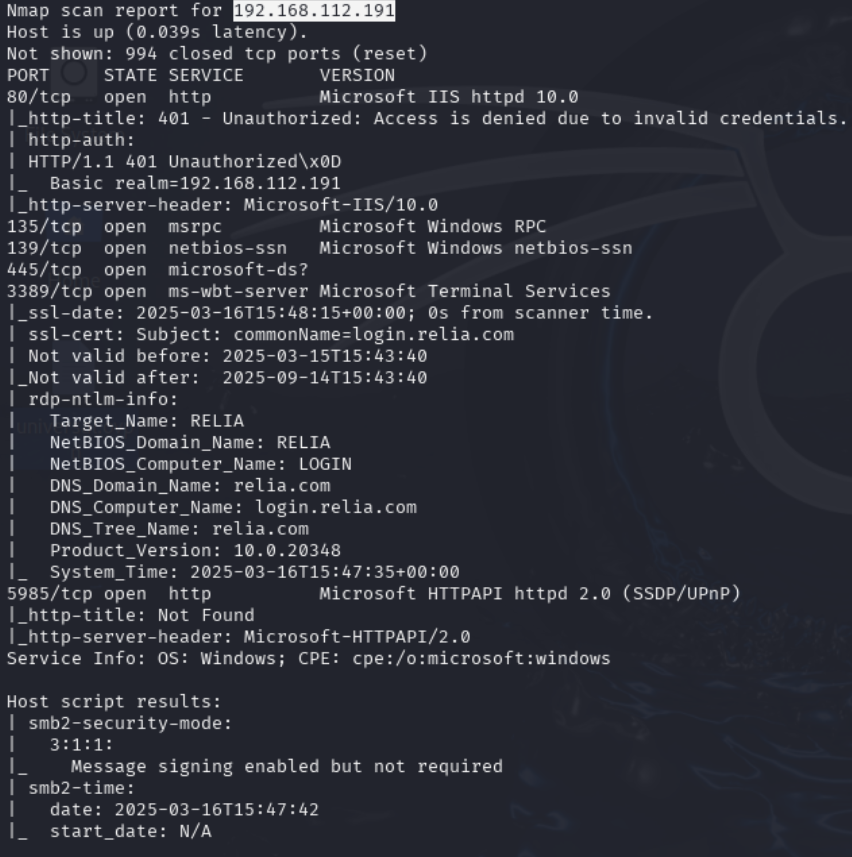 Nmap scan report for 192.168.112.191
Host is up (0.039s latency).
Not shown: 994 closed tcp ports (reset)
PORT     STATE SERVICE       VERSION
80/tcp   open  http          Microsoft IIS httpd 10.0
|_http-title: 401 - Unauthorized: Access is denied due to invalid credentials.
| http-auth:
| HTTP/1.1 401 Unauthorized\x0D
|_  Basic realm=192.168.112.191
|_http-server-header: Microsoft-IIS/10.0
135/tcp  open  msrpc         Microsoft Windows RPC
139/tcp  open  netbios-ssn   Microsoft Windows netbios-ssn
445/tcp  open  microsoft-ds?
3389/tcp open  ms-wbt-server Microsoft Terminal Services
|_ssl-date: 2025-03-16T15:48:15+00:00; 0s from scanner time.
| ssl-cert: Subject: commonName=login.relia.com
| Not valid before: 2025-03-15T15:43:40
|_Not valid after:  2025-09-14T15:43:40
| rdp-ntlm-info:
|   Target_Name: RELIA
|   NetBIOS_Domain_Name: RELIA
|   NetBIOS_Computer_Name: LOGIN
|   DNS_Domain_Name: relia.com
|   DNS_Computer_Name: login.relia.com
|   DNS_Tree_Name: relia.com
|   Product_Version: 10.0.20348
|_  System_Time: 2025-03-16T15:47:35+00:00
5985/tcp open  http          Microsoft HTTPAPI httpd 2.0 (SSDP/UPnP)
|_http-title: Not Found
|_http-server-header: Microsoft-HTTPAPI/2.0
Service Info: OS: Windows; CPE: cpe:/o:microsoft:windows

Host script results:
| smb2-security-mode:
|   3:1:1:
|_    Message signing enabled but not required
| smb2-time:
|   date: 2025-03-16T15:47:42
|_  start_date: N/A